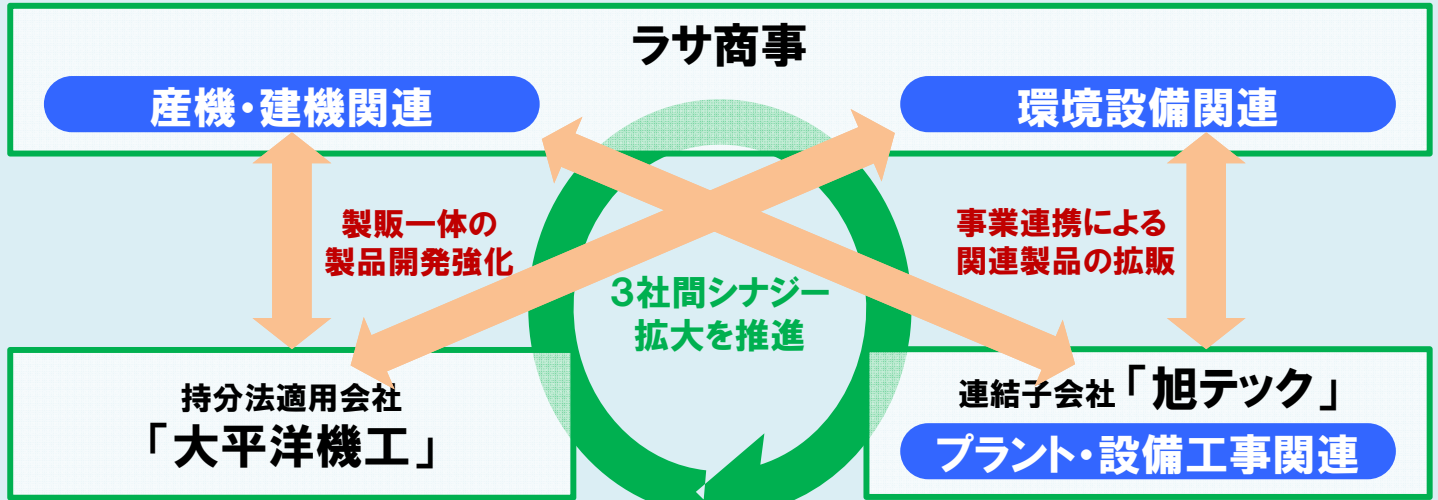 ラサ商事
産機・建機関連
環境設備関連
製販一体の
製品開発強化
事業連携による
関連製品の拡販
3社間シナジー
拡大を推進
持分法適用会社
「大平洋機工」
連結子会社「旭テック」
プラント・設備工事関連